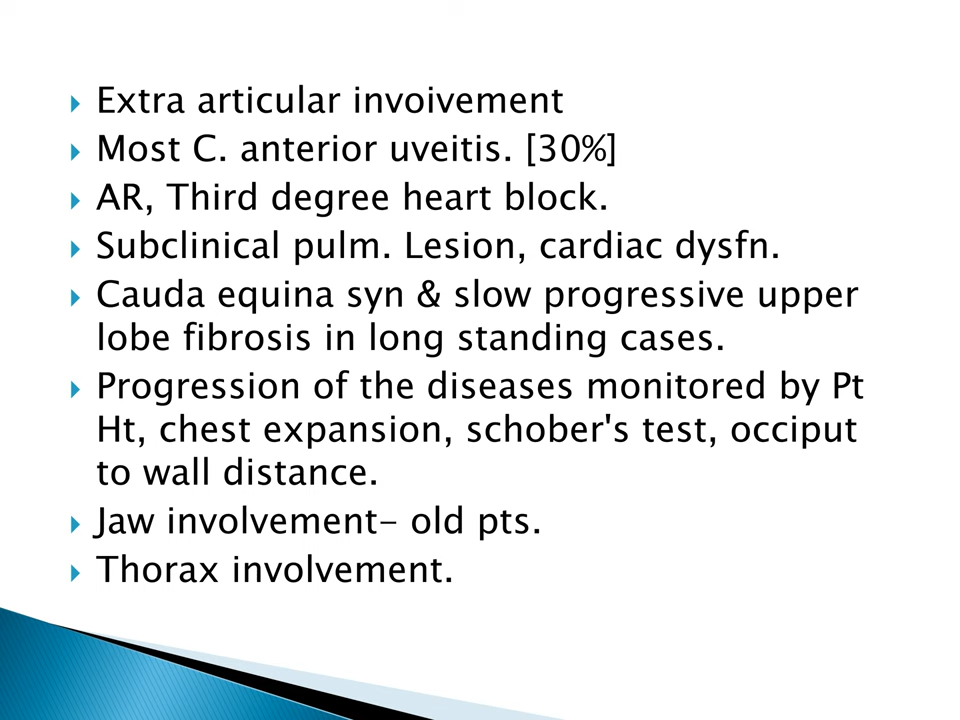 Extra articular invoivement
Most C. anterior uveitis. [30%]
AR, Third degree heart block.
Subclinical pulm. Lesion, cardiac dysfn.
Cauda equina syn & slow progressive upper
lobe fibrosis in long standing cases.
Progression of the diseases monitored by Pt
Ht, chest expansion, schober's test, occiput
to wall distance.
Jaw involvement- old pts.
Thorax involvement.